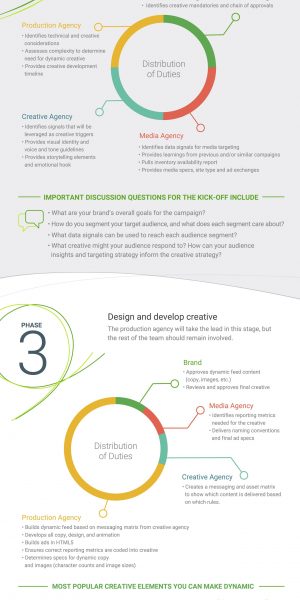 • Identifies creative mandatories and chain of approvals
Production Agency
• Identifies technical and creative
considerations
• Assesses complexity to determine
need for dynamic creative
• Provides creative development
timeline
Distribution
of Duties
Creative Agency
• Identifies signals that will be
leveraged as creative triggers
• Provides visual identity and
voice and tone guidelines
• Provides storytelling elements
and emotional hook
Media Agency
• Identifies data signals for media targeting
• Provides learnings from previous and/or similar campaigns
• Pulls inventory availability report
• Provides media specs, site type and ad exchanges
IMPORTANT DISCUSSION QUESTIONS FOR THE KICK-OFF INCLUDE
• What are your brand's overall goals for the campaign?
• How do you segment your target audience, and what does each segment care about?
• What data signals can be used to reach each audience segment?
• What creative might your audience respond to? How can your audience
insights and targeting strategy inform the creative strategy?
PHASE
3
Design and develop creative
The production agency will take the lead in this stage, but
the rest of the team should remain involved.
Brand
• Approves dynamic feed content
(copy, images, etc.)
• Reviews and approves final creative
Media Agency
• Identifies reporting metrics
needed for the creative
• Delivers naming conventions
and final ad specs
Distribution
of Duties
Creative Agency
• Creates a messaging and asset matrix
to show which content is delivered based
on which rules.
Production Agency
• Builds dynamic feed based on messaging matrix from creative agency
• Develops all copy, design, and animation
• Builds ads in HTML5
• Ensures correct reporting metrics are coded into creative
• Determines specs for dynamic copy
and images (character counts and image sizes)
MOST POPULAR CREATIVE ELEMENTS YOU CAN MAKE DYNAMIC